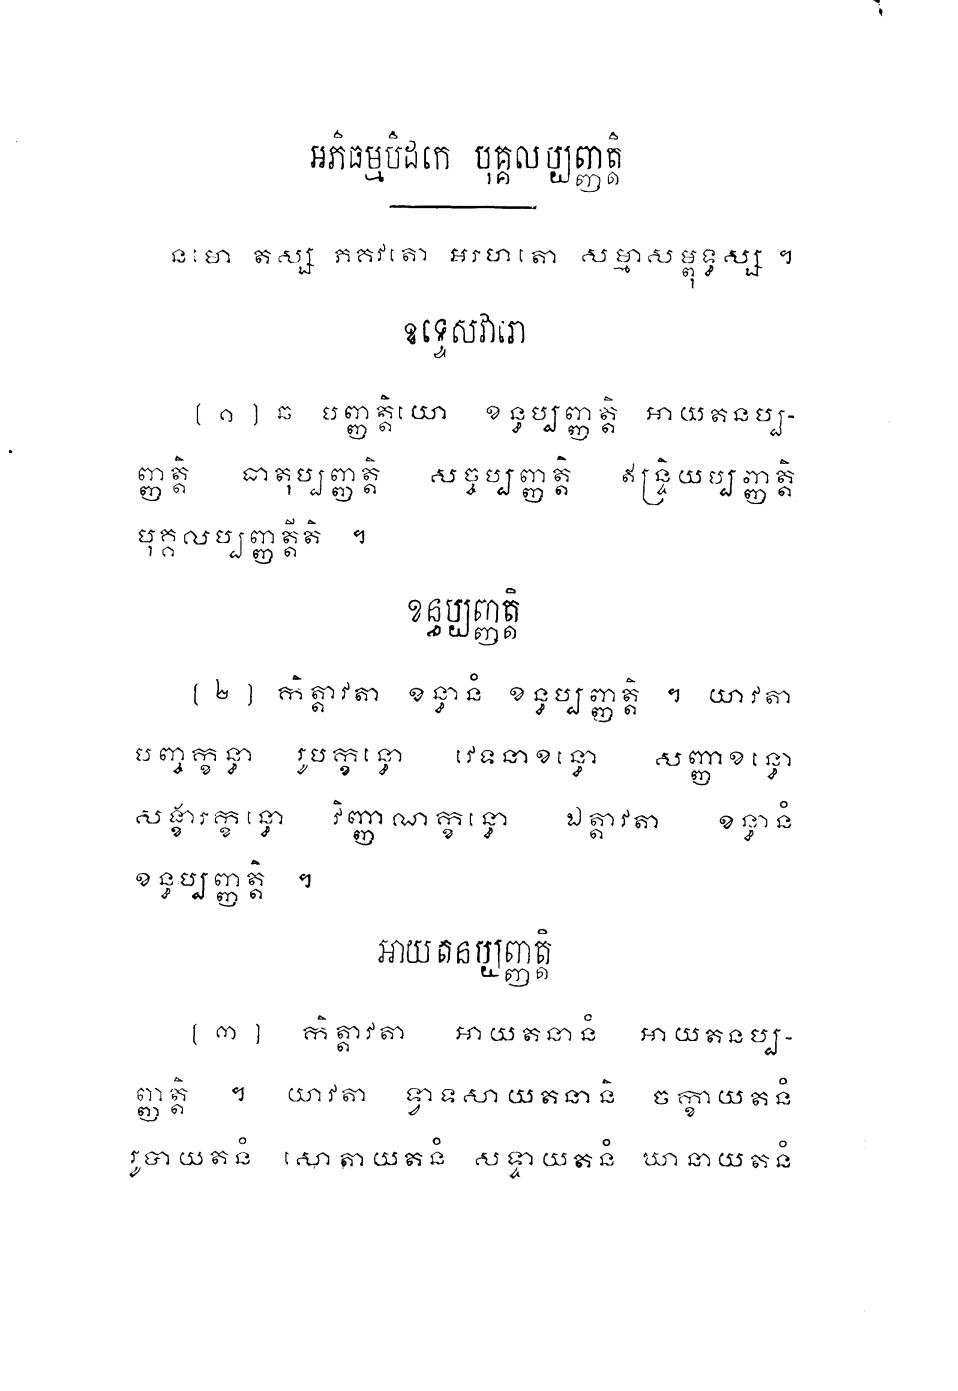 អភិធម្មបិដកេ បុគ្គលប្បញ្ញត្តិ
នមោ តស្ស ភគវតោ អរហតោ សម្មាសម្ពុទ្ធស្ស ។
ឧទ្ទេសវារោ
[ ១ ] ឆ បញ្ញត្តិយោ ខន្ធប្បញ្ញត្តិ អាយតនប្ប-
ញ្ញត្តិ ធាតុប្បញ្ញត្តិ សច្ចប្បញ្ញត្តិ ឥន្ទ្រិយប្បញ្ញត្តិ
បុគ្គលប្បញ្ញត្តីតិ ។
ខន្ធប្បញ្ញត្តិ
[ ២ ] កិត្តាវតា ខន្ធានំ ខន្ធប្បញ្ញត្តិ ។ យាវតា
បញ្ចក្ខន្ធា រូបក្ខន្ធោ វេទនាខន្ធោ សញ្ញាខន្ធោ
សង្ខារក្ខន្ធោ វិញ្ញាណក្ខន្ធោ ឯត្តាវតា ខន្ធានំ
ខន្ធប្បញ្ញត្តិ ។
អាយតនប្បញ្ញត្តិ
[ ៣ ] កិត្តាវតា អាយតនានំ អាយតនប្ប-
ញ្ញត្តិ ។ យាវតា ទ្វាទសាយតនានិ ចក្ខាយតនំ
រូបាយតនំ សោតាយតនំ សទ្ទាយតនំ ឃានាយតនំ